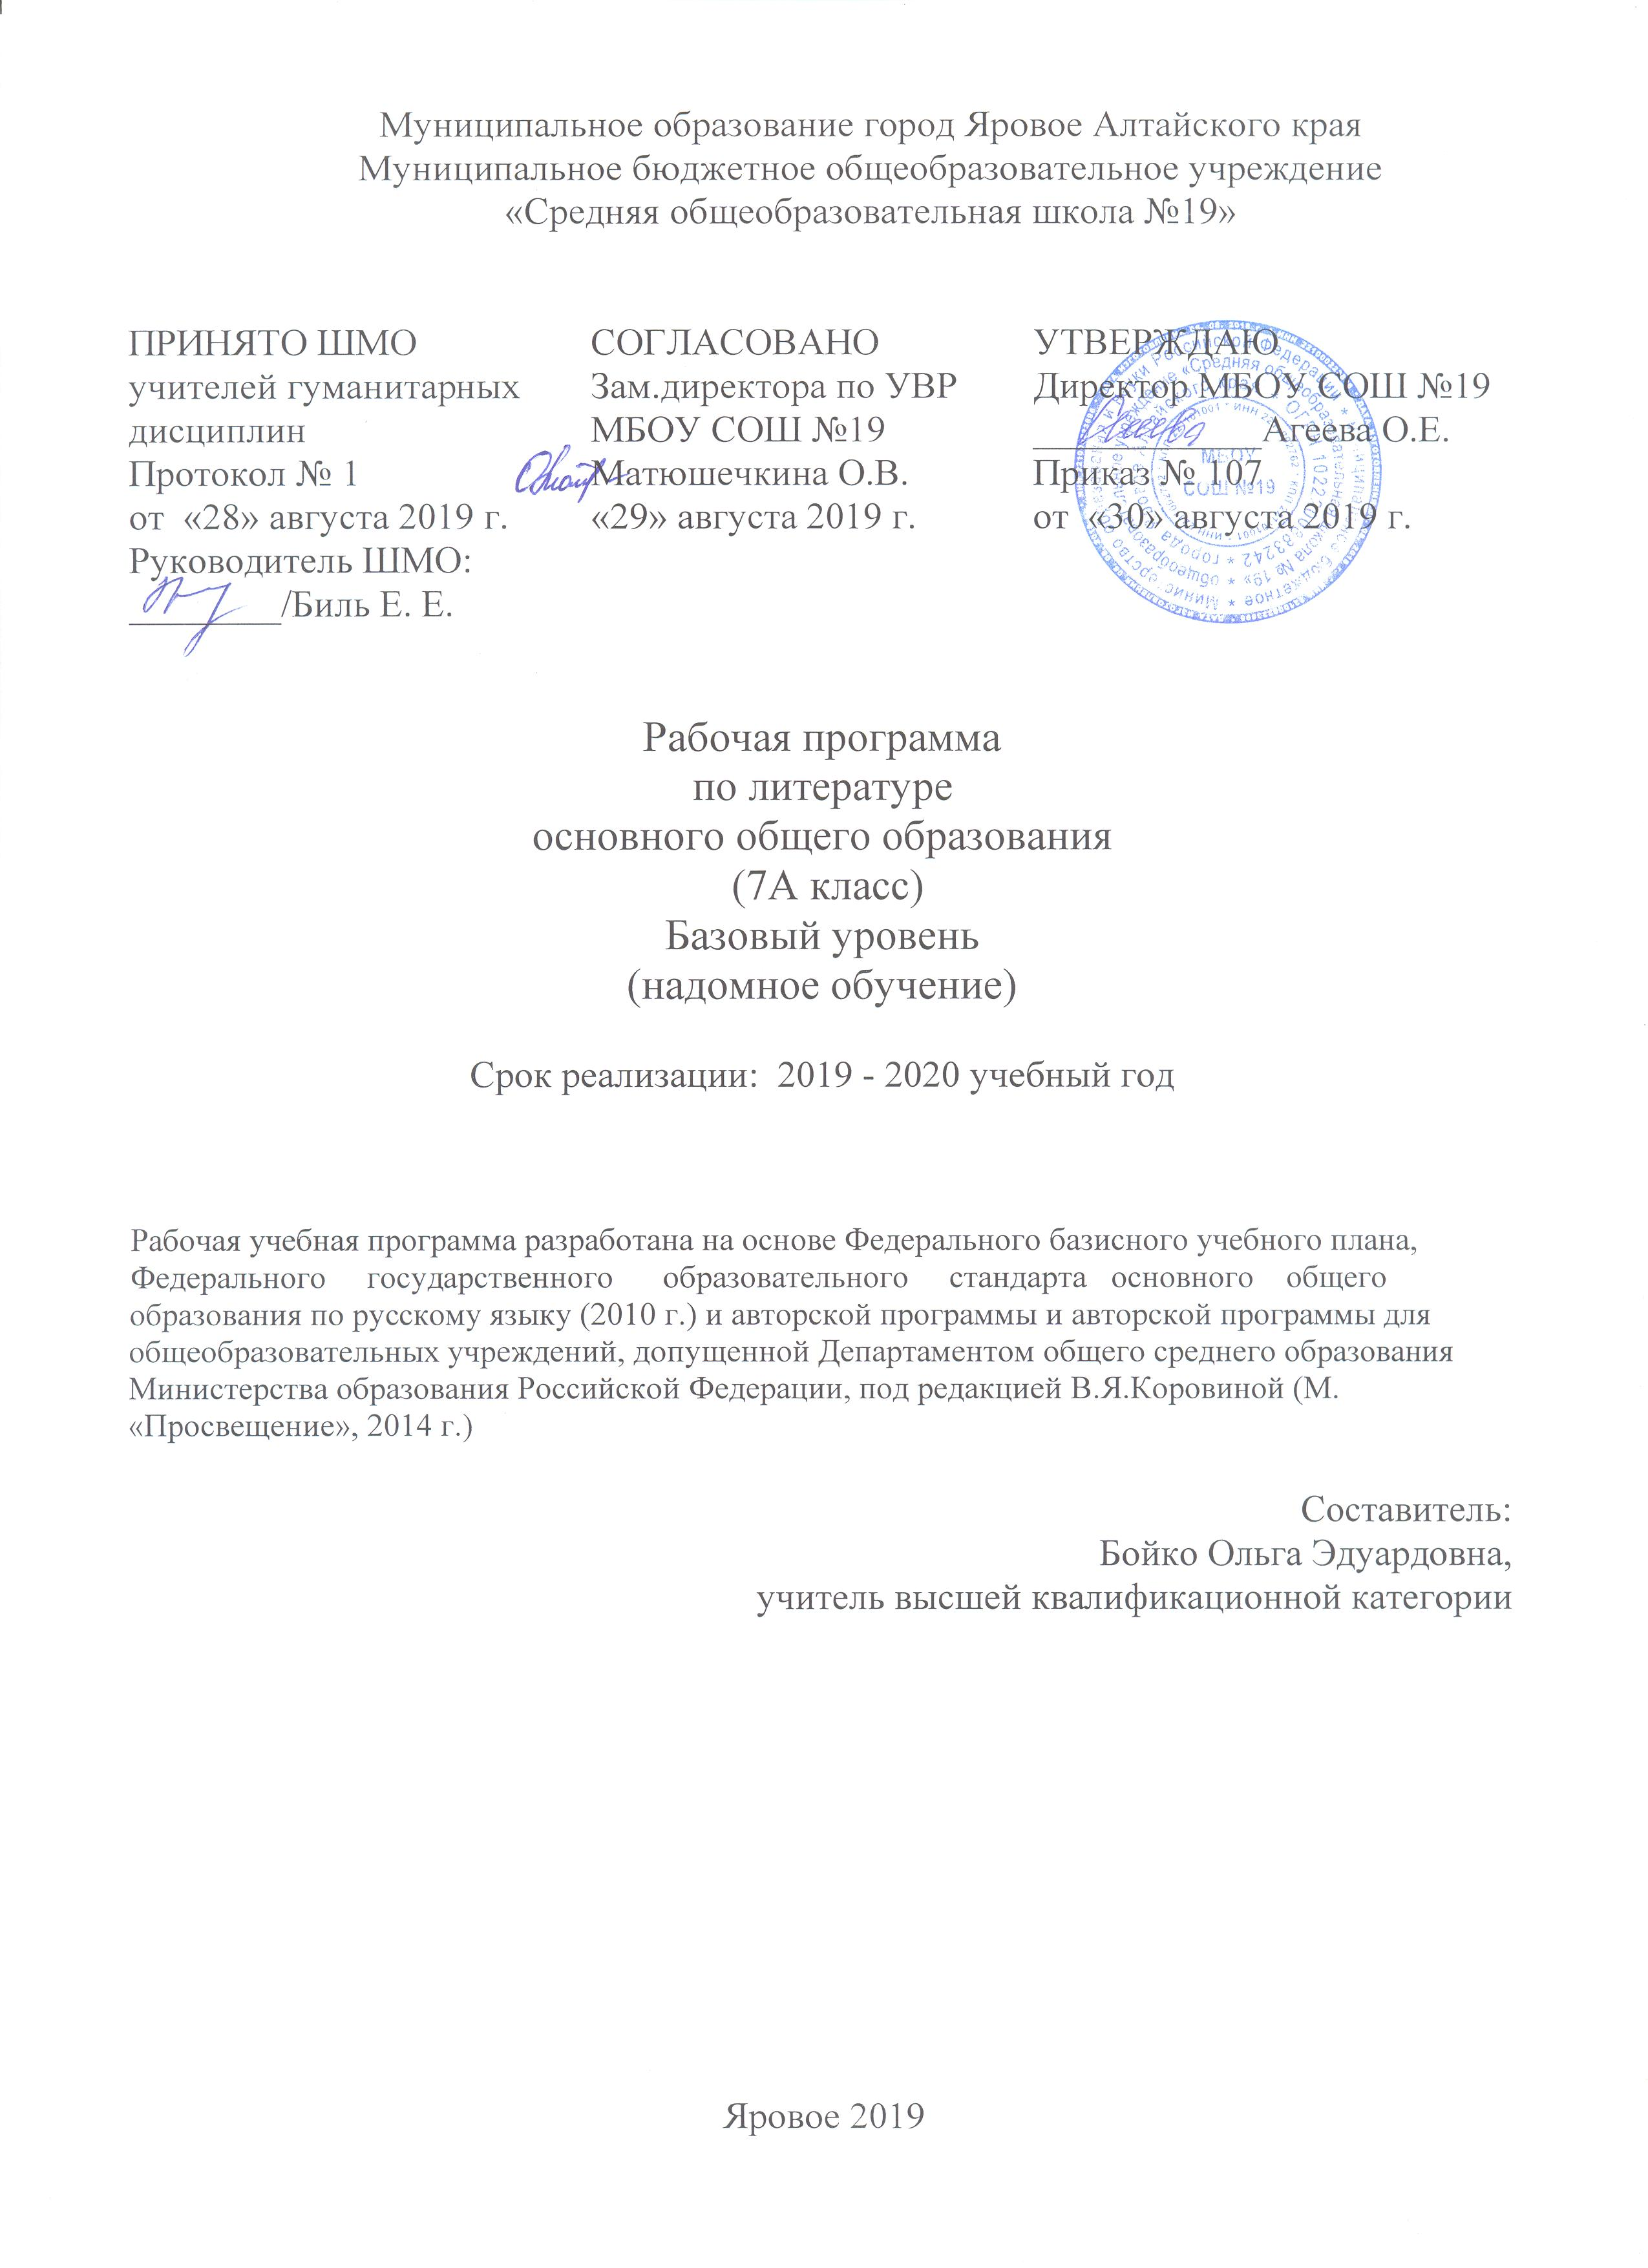 Муниципальное образование город Яровое Алтайского края
Муниципальное бюджетное общеобразовательное учреждение
«Средняя общеобразовательная школа №19»
ПРИНЯТО ШМО
учителей гуманитарных
дисциплин
Протокол № 1
от «28» августа 2019 г.
Руководитель ШМО:
________/Биль Е. Е.
СОГЛАСОВАНО
Зам.директора по УВР
МБОУ СОШ №19
Матюшечкина О.В.
«29» августа 2019 г.
УТВЕРЖДАЮ
Директор МБОУ СОШ №19
____________Агеева О.Е.
Приказ № 107
от «30» августа 2019 г.
МБОУ
СОШ №19
Рабочая программа
по литературе
основного общего образования
(7А класс)
Базовый уровень
(надомное обучение)
Срок реализации: 2019 - 2020 учебный год
Рабочая учебная программа разработана на основе Федерального базисного учебного плана,
Федерального государственного образовательного стандарта основного общего
образования по русскому языку (2010 г.) и авторской программы и авторской программы для
общеобразовательных учреждений, допущенной Департаментом общего среднего образования
Министерства образования Российской Федерации, под редакцией В.Я.Коровиной (М.
«Просвещение», 2014 г.)
Составитель:
Бойко Ольга Эдуардовна,
учитель высшей квалификационной категории
Яровое 2019